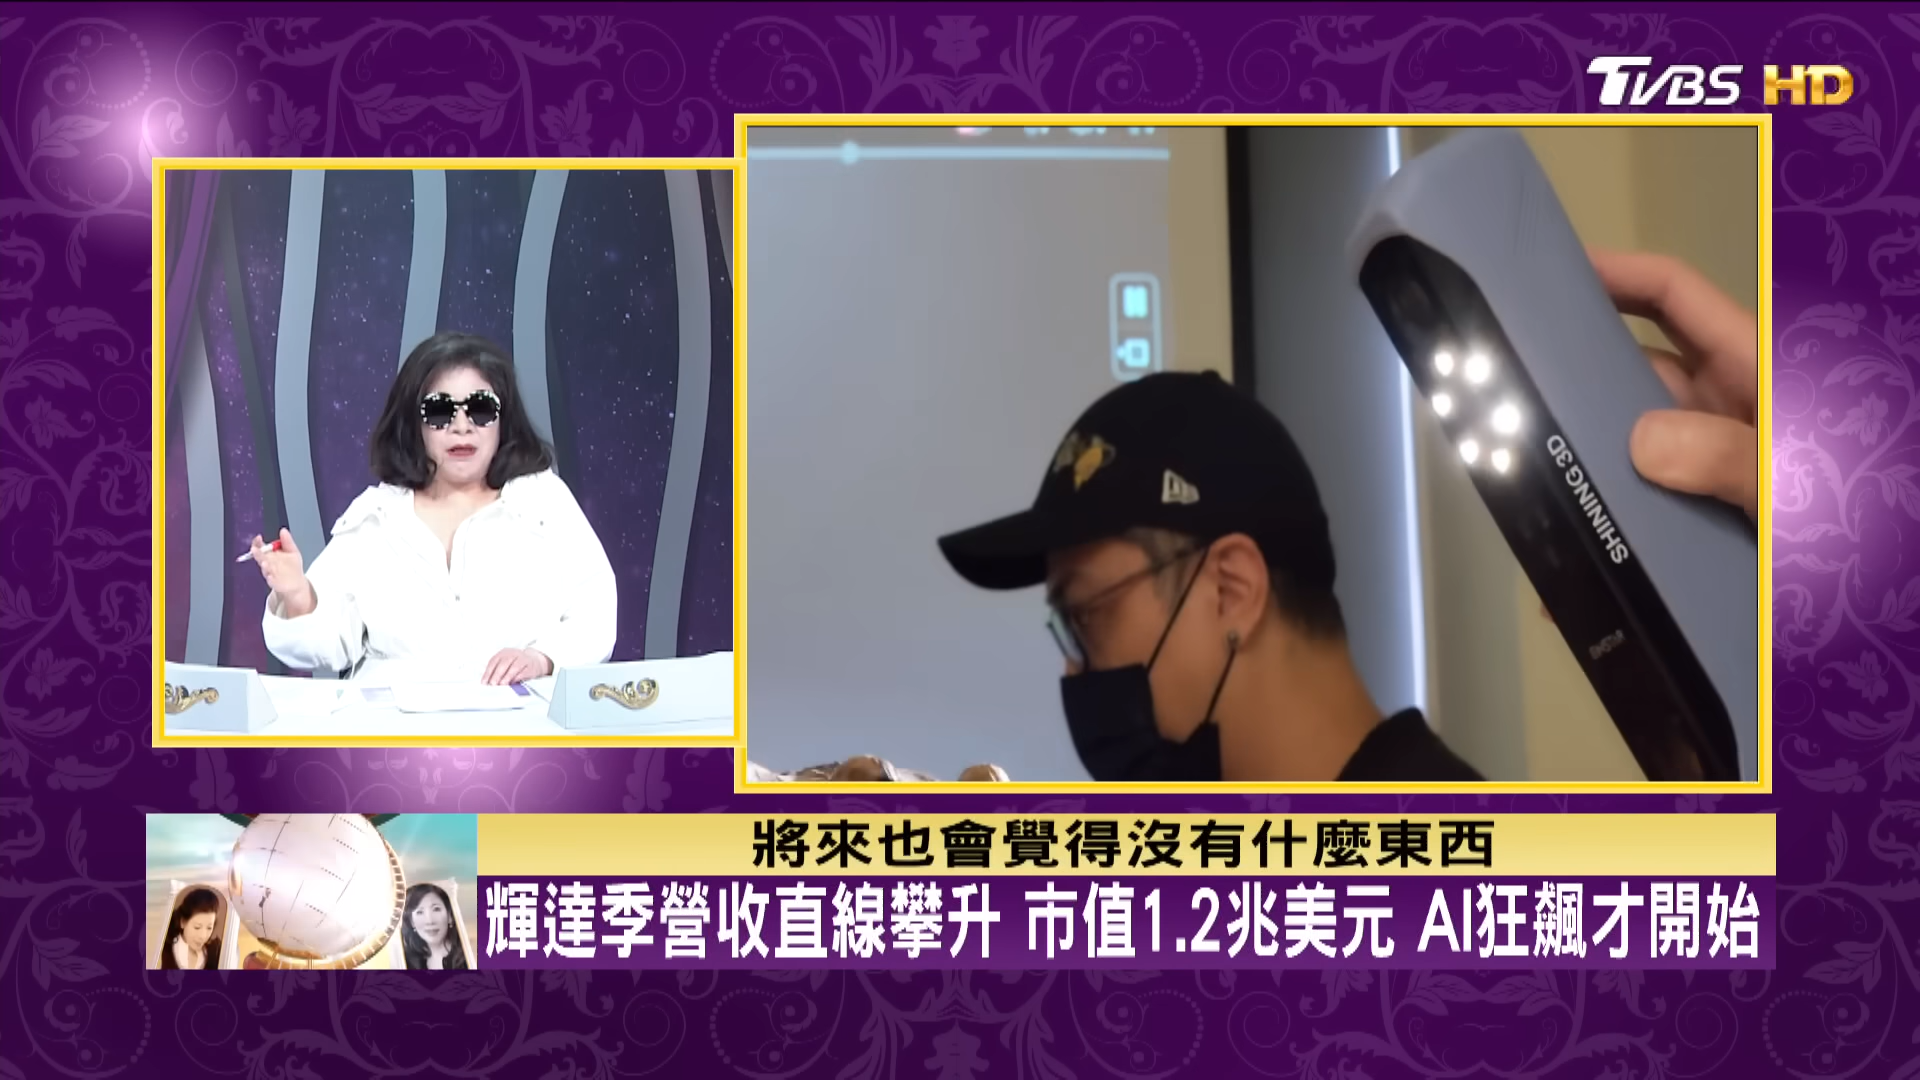 TVBS HD
SHINING3D
EINSTAR
將來也會覺得沒有什麼東西
輝達季營收直線攀升 市值1.2兆美元 AI狂飆才開始